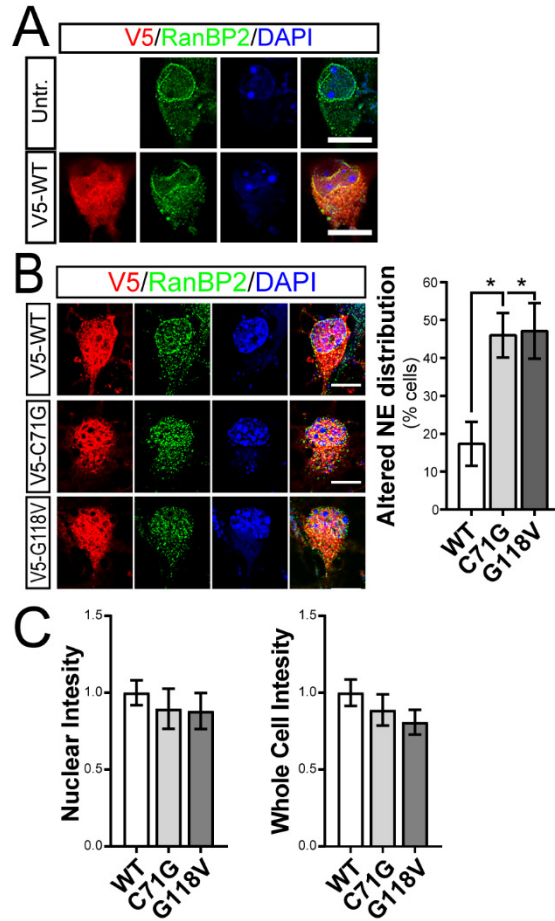 A
V5/RanBP2/DAPI
Untr.
V5-WT
B
V5/RanBP2/DAPI
V5-WT
V5-C71G
V5-G118V
Altered NE distribution
(% cells)
60
50
40
30
20
10
0
* *
WT C71G G118V
C
Nuclear Intesity
1.5
1.0
0.5
0.0
WT C71G G118V
Whole Cell Intesity
1.5
1.0
0.5
0.0
WT C71G G118V